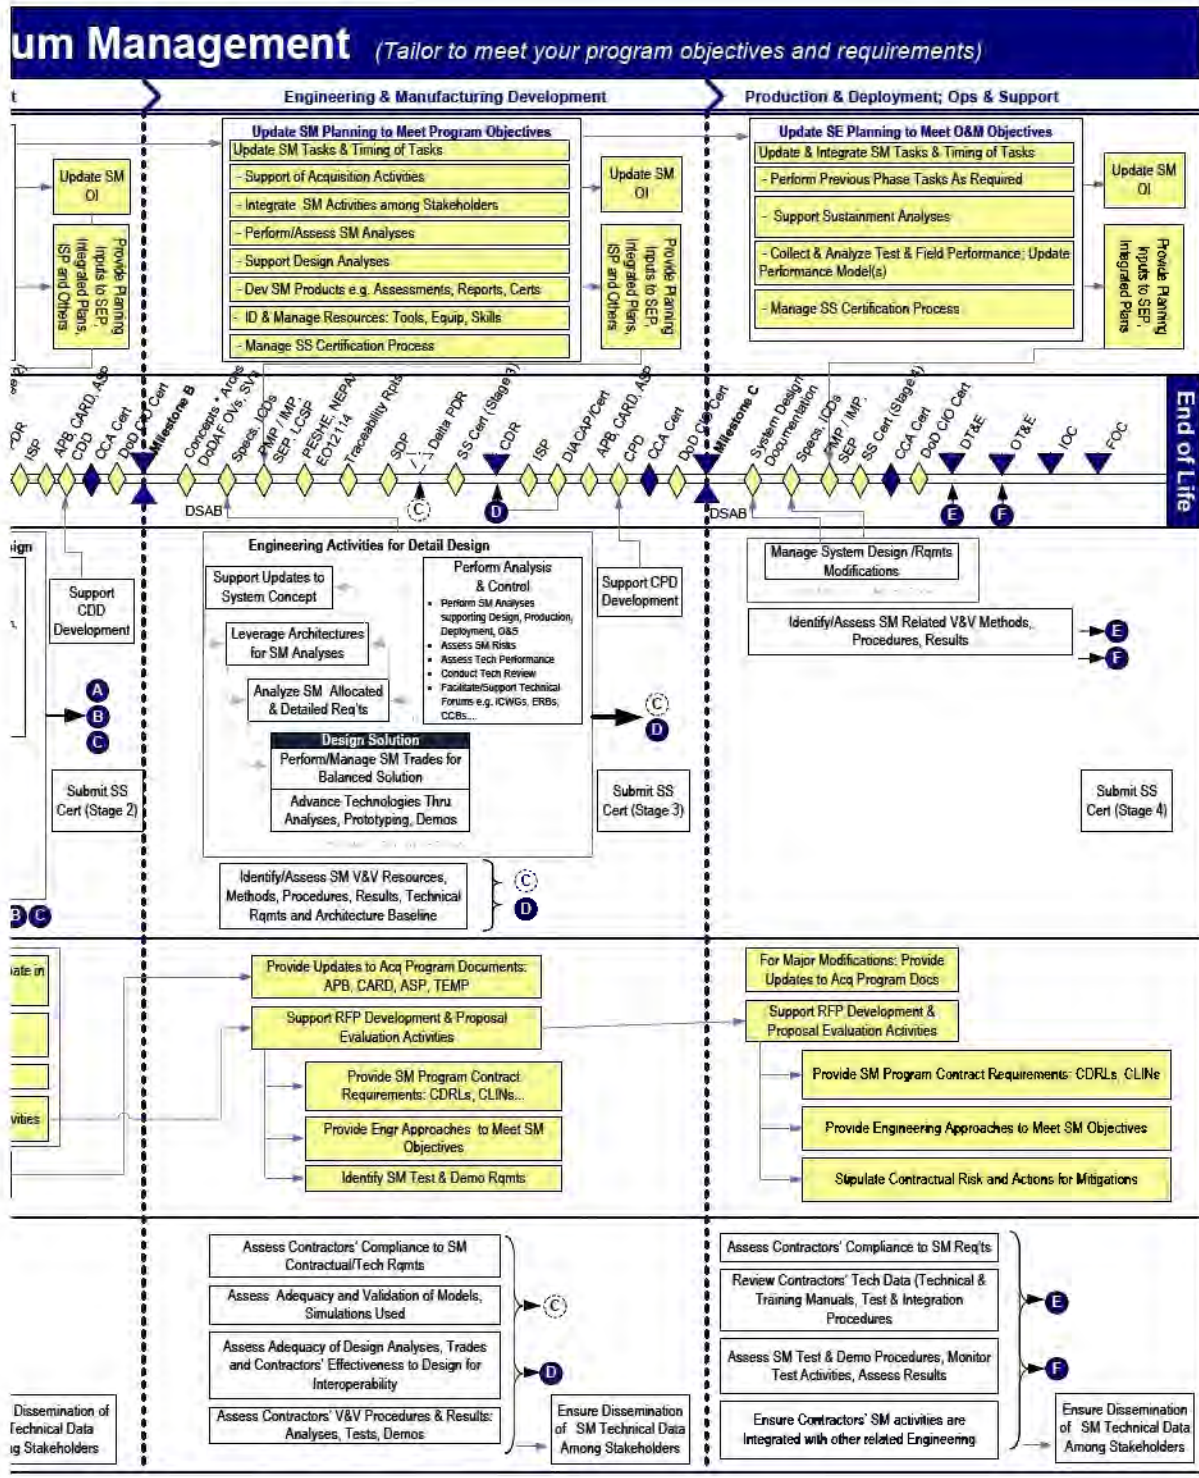 um Management (Tailor to meet your program objectives and requirements)
t
Engineering & Manufacturing Development
Production & Deployment; Ops & Support
Update SM
OI
Provide Planning
Inputs to SEP,
Integrated Plans,
ISP and Others
Update SM Planning to Meet Program Objectives
Update SM Tasks & Timing of Tasks
- Support of Acquisition Activities
- Integrate SM Activities among Stakeholders
- Perform/Assess SM Analyses
- Support Design Analyses
- Dev SM Products e.g. Assessments, Reports, Certs
- ID & Manage Resources: Tools, Equip, Skills
- Manage SS Certification Process
Update SM
OI
Provide Planning
Inputs to SEP,
Integrated Plans,
ISP and Others
Update SE Planning to Meet O&M Objectives
Update & Integrate SM Tasks & Timing of Tasks
- Perform Previous Phase Tasks As Required
- Support Sustainment Analyses
- Collect & Analyze Test & Field Performance; Update
Performance Model(s)
- Manage SS Certification Process
Update SM
OI
Provide Planning
Inputs to SEP,
Integrated Plans
PDR
ISP
APB, CARD, ASP
CDD
CCA Cert
DoD CIO Cert
Milestone B
Concepts * Arons
DoDAF OVs, SVs
Specs, ICDs
PMP / IMP,
SEP, LCSP
PESHE, NEPA/
EO12114
Traceability Rpts
SDP
Delta PDR
SS Cert (Stage 3)
CDR
ISP
DIACAP/Cert
APB, CARD, ASP
CPD
CCA Cert
DoD CIO Cert
Milestone C
System Design
Documentation
Specs, ICDs
PMP / IMP,
SEP
SS Cert (Stage 4)
CCA Cert
DoD CIO Cert
DT&E
OT&E
IOC
FOC
End of Life
DSAB
C
D
DSAB
E
F
ign
Support
CDD
Development
A
B
C
Submit SS
Cert (Stage 2)
B C
Engineering Activities for Detail Design
Support Updates to
System Concept
Leverage Architectures
for SM Analyses
Analyze SM Allocated
& Detailed Req'ts
Design Solution
Perform/Manage SM Trades for
Balanced Solution
Advance Technologies Thru
Analyses, Prototyping, Demos
Perform Analysis
& Control
• Perform SM Analyses
supporting Design, Production,
Deployment, O&S
• Assess SM Risks
• Assess Tech Performance
• Conduct Tech Review
• Facilitate/Support Technical
Forums e.g. ICWGs, ERBs,
CCBs...
Support CPD
Development
C
D
Submit SS
Cert (Stage 3)
Identify/Assess SM V&V Resources,
Methods, Procedures, Results, Technical
Rqmts and Architecture Baseline
C
D
Manage System Design /Rqmts
Modifications
Identify/Assess SM Related V&V Methods,
Procedures, Results
E
F
Submit SS
Cert (Stage 4)
ate in
vities
Provide Updates to Acq Program Documents:
APB, CARD, ASP, TEMP
Support RFP Development & Proposal
Evaluation Activities
Provide SM Program Contract
Requirements: CDRLs, CLINs...
Provide Engr Approaches to Meet SM
Objectives
Identify SM Test & Demo Rqmts
For Major Modifications: Provide
Updates to Acq Program Docs
Support RFP Development &
Proposal Evaluation Activities
Provide SM Program Contract Requirements: CDRLs, CLINs
Provide Engineering Approaches to Meet SM Objectives
Stipulate Contractual Risk and Actions for Mitigations
Dissemination of
Technical Data
ng Stakeholders
Assess Contractors' Compliance to SM
Contractual/Tech Rqmts
Assess Adequacy and Validation of Models,
Simulations Used
Assess Adequacy of Design Analyses, Trades
and Contractors' Effectiveness to Design for
Interoperability
Assess Contractors' V&V Procedures & Results:
Analyses, Tests, Demos
C
D
Ensure Dissemination
of SM Technical Data
Among Stakeholders
Assess Contractors' Compliance to SM Req'ts
Review Contractors' Tech Data (Technical &
Training Manuals, Test & Integration
Procedures
Assess SM Test & Demo Procedures, Monitor
Test Activities, Assess Results
Ensure Contractors' SM activities are
Integrated with other related Engineering
E
F
Ensure Dissemination
of SM Technical Data
Among Stakeholders